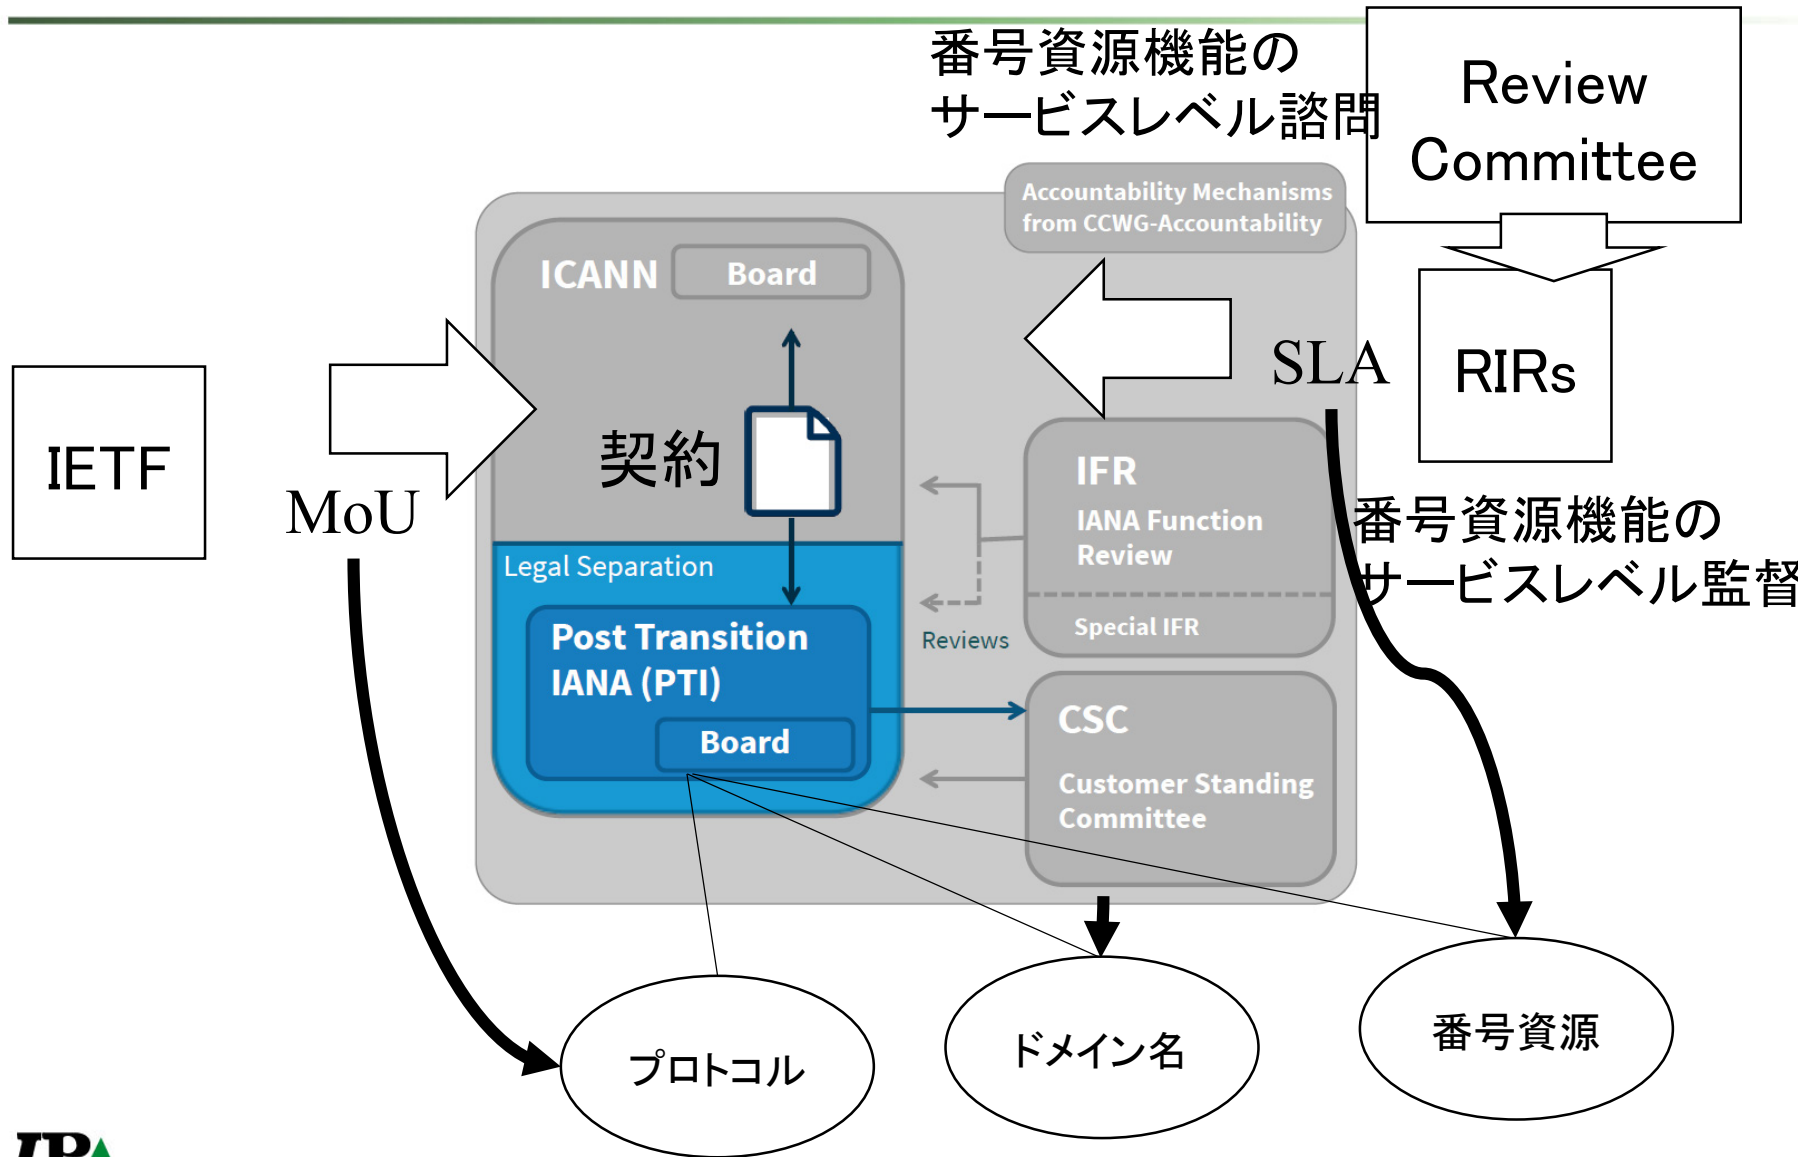 番号資源機能の
サービスレベル諮問
Review
Committee
Accountability Mechanisms
from CCWG-Accountability
ICANN
Board
SLA
RIRs
IETF
MoU
契約
IFR
IANA Function
Review
Special IFR
番号資源機能の
サービスレベル監督
Legal Separation
Reviews
Post Transition
IANA (PTI)
Board
CSC
Customer Standing
Committee
プロトコル
ドメイン名
番号資源